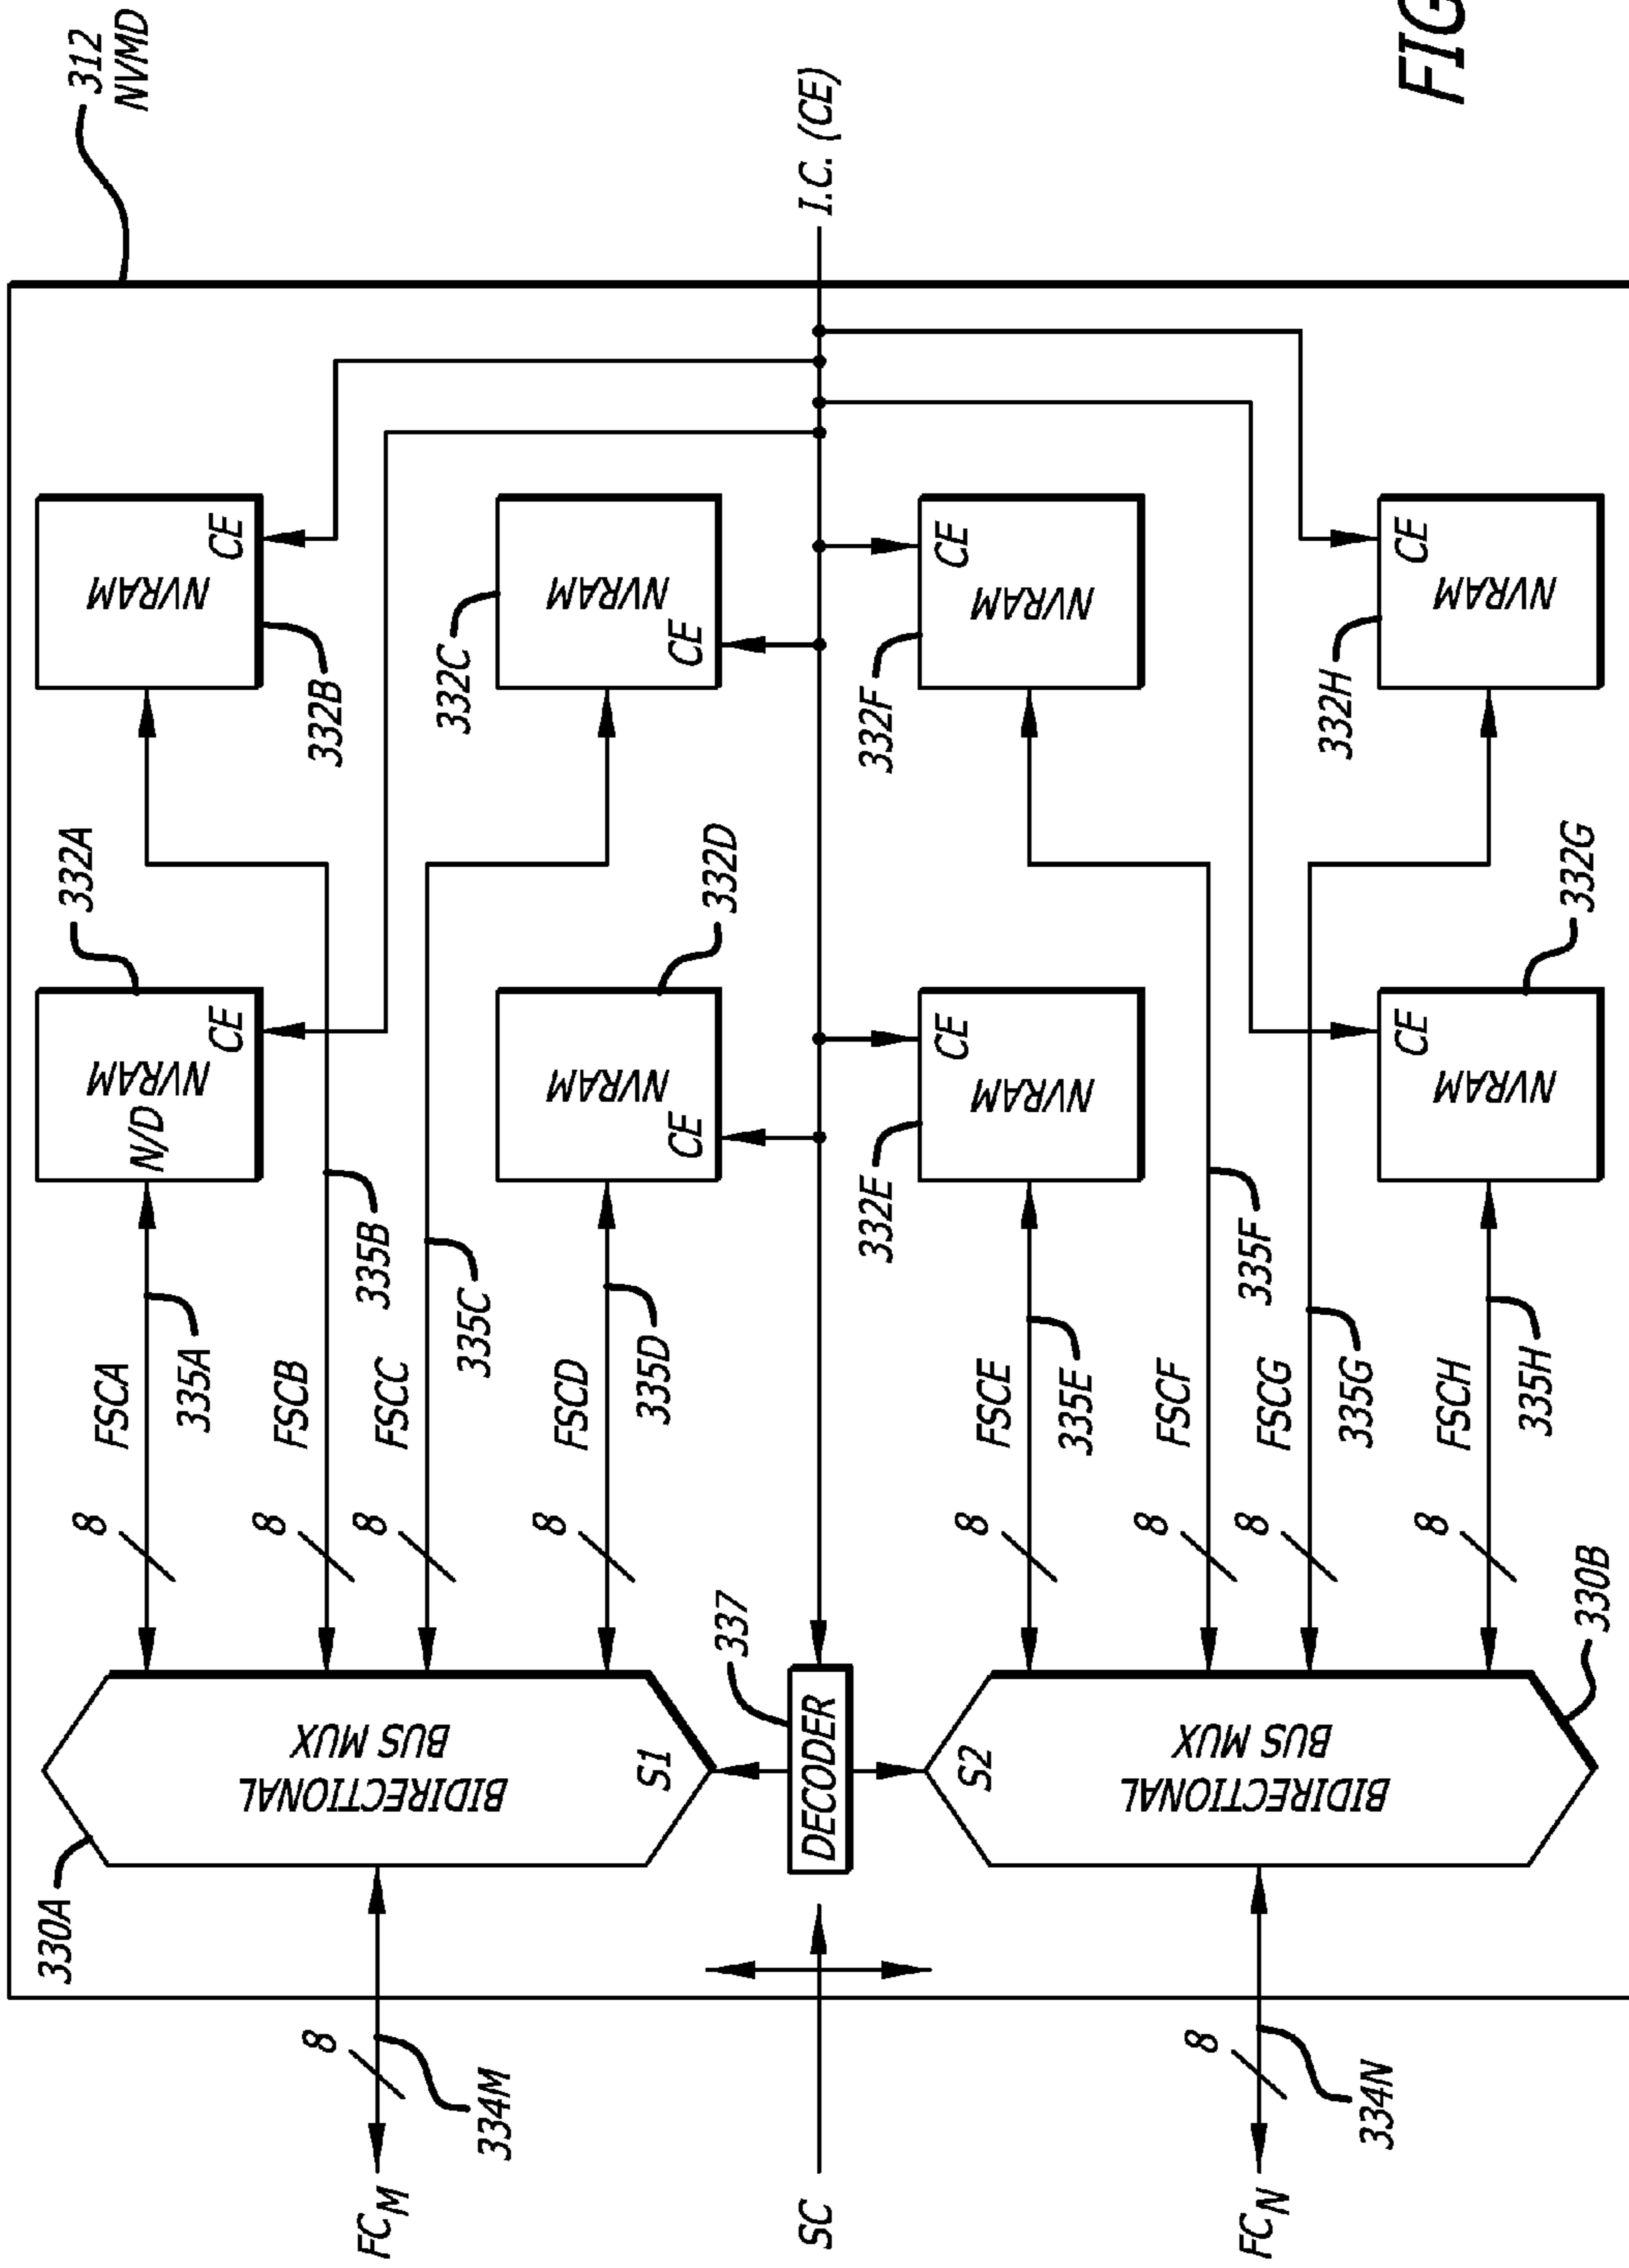 312
NVMD
FIG
332A
332B
NVRAM
N/D
CE
NVRAM
CE
FSCA
8
335A
FSCB
8
335B
330A
BIDIRECTIONAL
BUS MUX
S1
FCM
8
334M
FSCC
8
335C
332C
NVRAM
CE
332D
NVRAM
CE
FSCD
8
335D
337
DECODER
SC
I.C. (CE)
332E
CE
NVRAM
332F
CE
NVRAM
FSCE
8
335E
S2
BIDIRECTIONAL
BUS MUX
330B
FCN
8
334N
FSCF
8
335F
FSCG
8
335G
332H
CE
NVRAM
332G
CE
NVRAM
FSCH
8
335H